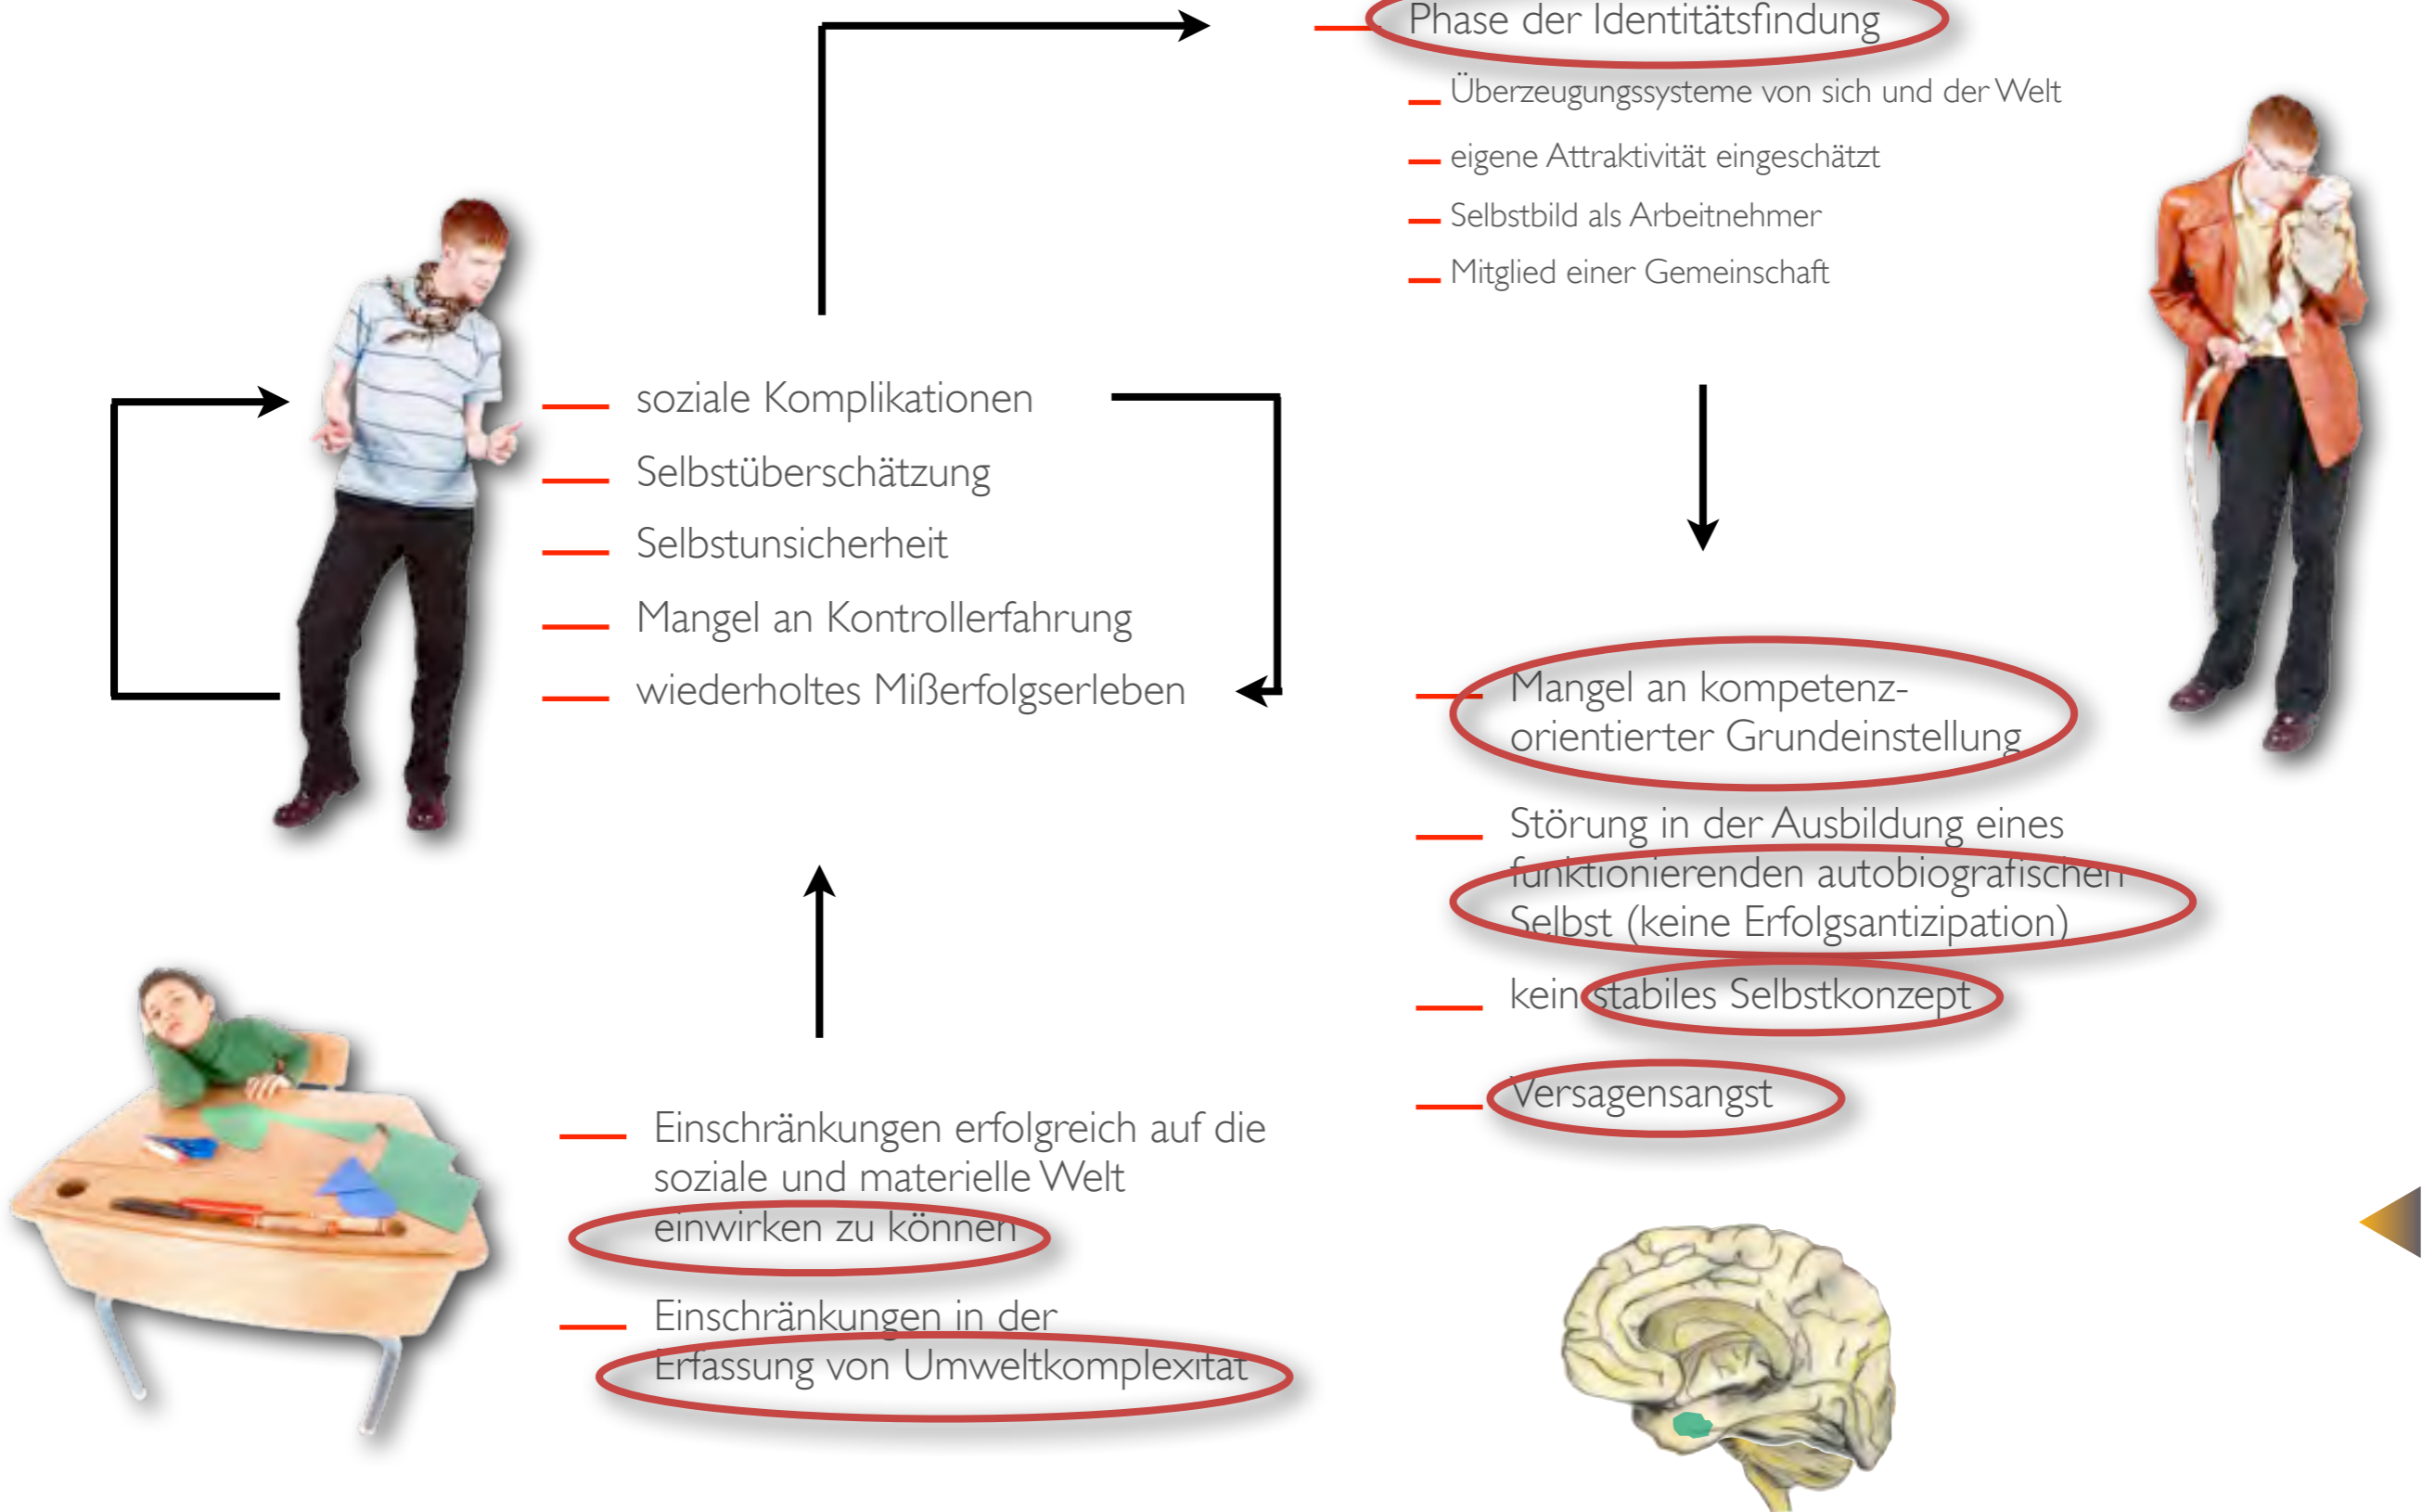 Phase der Identitätsfindung
Überzeugungssysteme von sich und der Welt
eigene Attraktivität eingeschätzt
Selbstbild als Arbeitnehmer
Mitglied einer Gemeinschaft
soziale Komplikationen
Selbstüberschätzung
Selbstunsicherheit
Mangel an Kontrollerfahrung
wiederholtes Mißerfolgserleben
Mangel an kompetenz-
orientierter Grundeinstellung
Störung in der Ausbildung eines
funktionierenden autobiografischen
Selbst (keine Erfolgsantizipation)
kein stabiles Selbstkonzept
Versagensangst
Einschränkungen erfolgreich auf die
soziale und materielle Welt
einwirken zu können
Einschränkungen in der
Erfassung von Umweltkomplexität